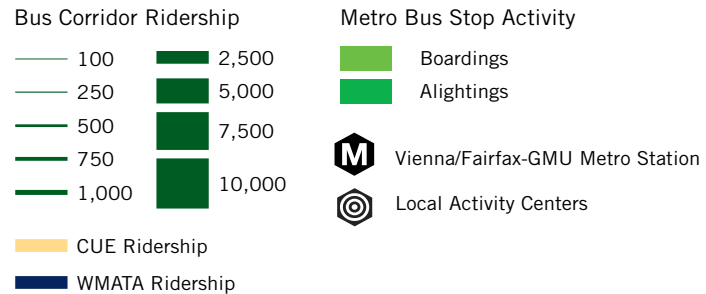 Bus Corridor Ridership
100
250
500
750
1,000
2,500
5,000
7,500
10,000
CUE Ridership
WMATA Ridership
Metro Bus Stop Activity
Boardings
Alightings
M
Vienna/Fairfax-GMU Metro Station
Local Activity Centers